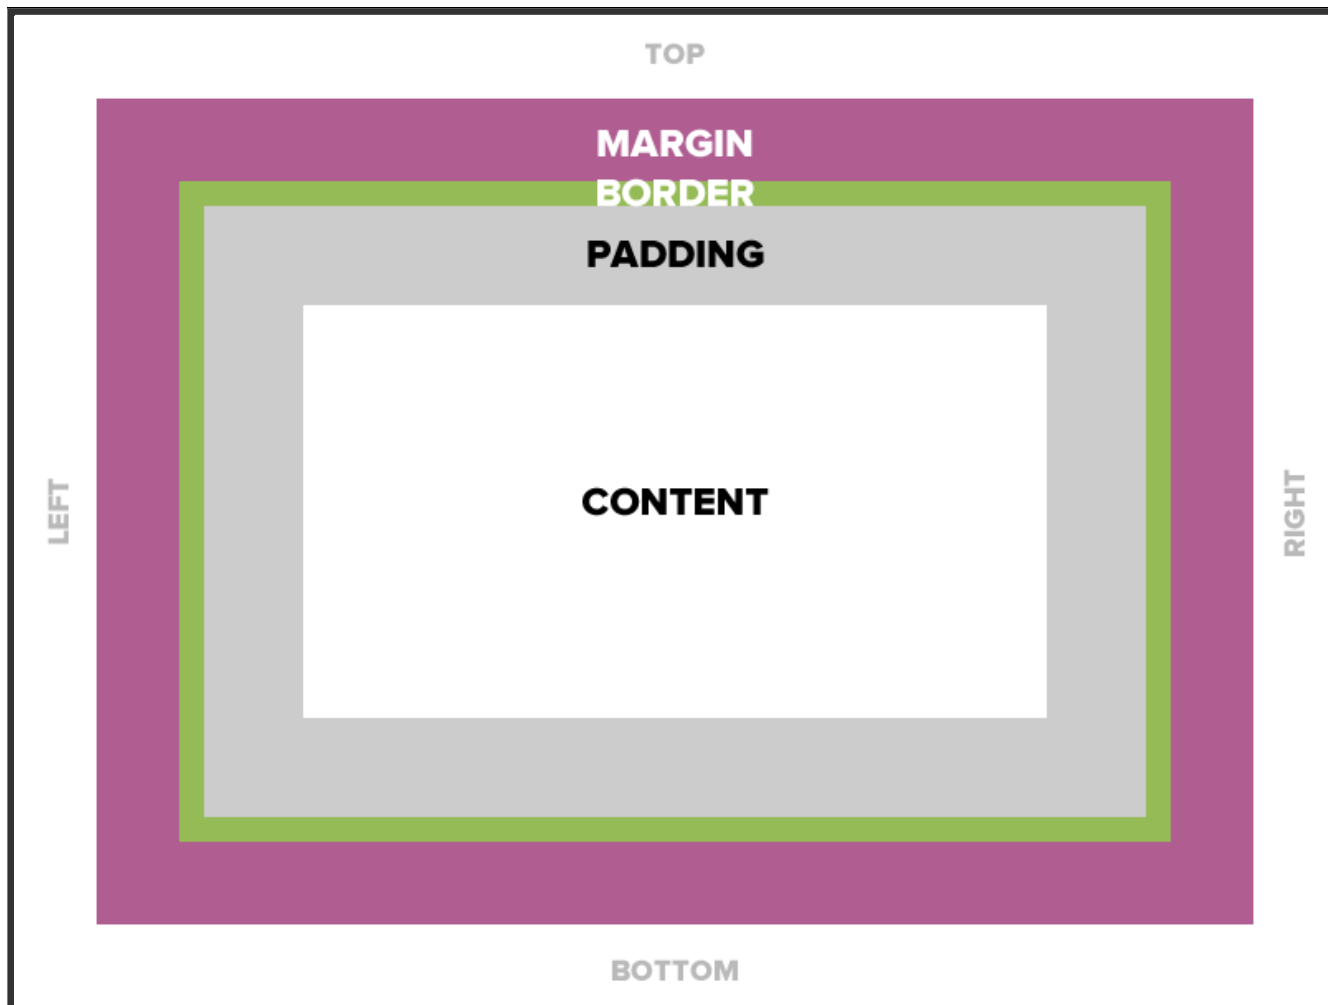 TOP
MARGIN
BORDER
PADDING
CONTENT
LEFT
RIGHT
BOTTOM